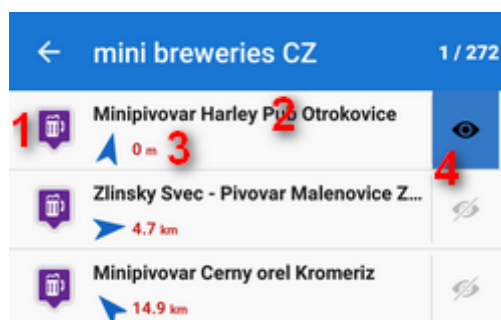 mini breweries CZ 1 / 272
1 Minipivovar Harley Pub Otrokovice 2
0 m 3
4
Zlinsky Svec - Pivovar Malenovice Z...
4.7 km
Minipivovar Cerny orel Kromeriz
14.9 km